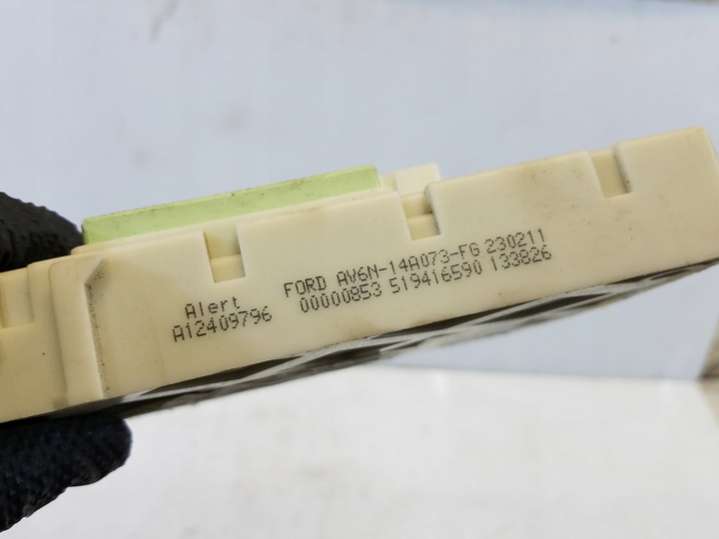 Alert
A12409796
FORD AV6N-14A073-FG 230211
00000853 519416590 133826